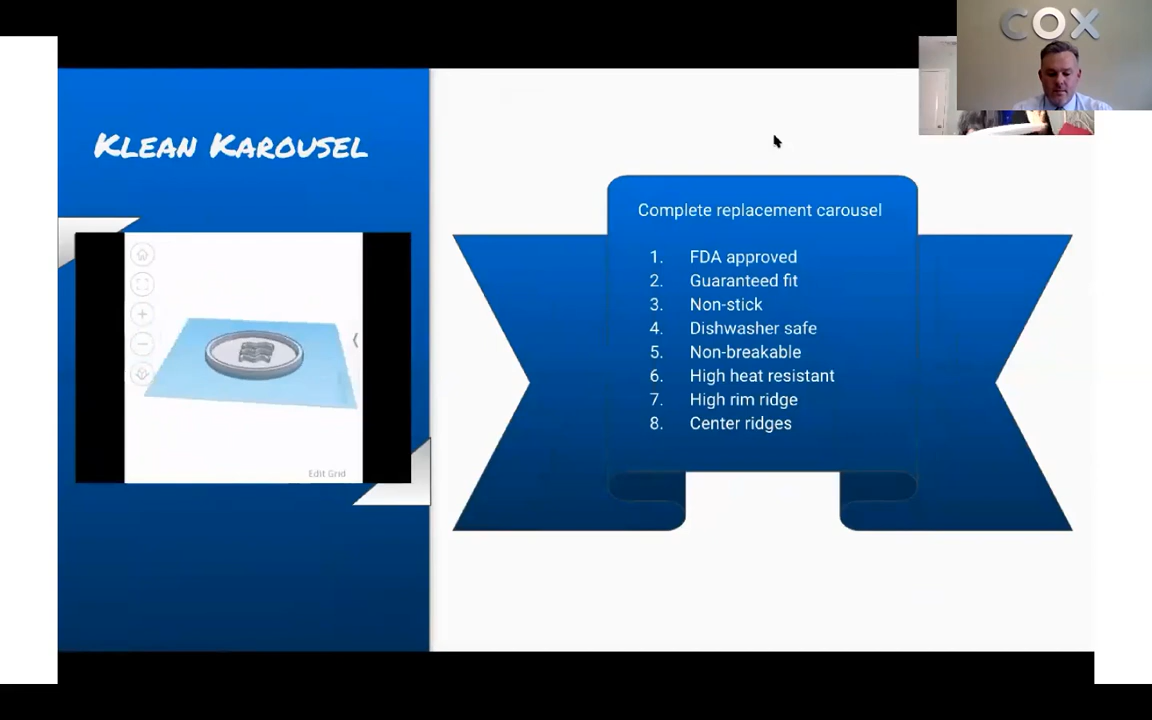 COX
Klean Karousel
Complete replacement carousel
1. FDA approved
2. Guaranteed fit
3. Non-stick
4. Dishwasher safe
5. Non-breakable
6. High heat resistant
7. High rim ridge
8. Center ridges
Edit Grid